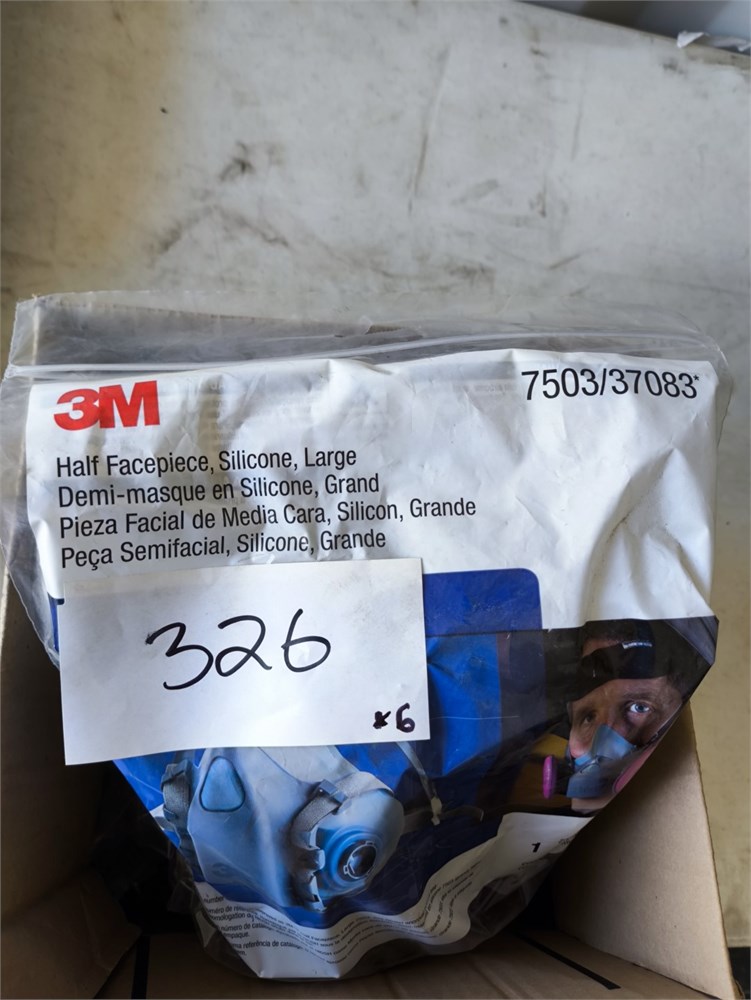 3M
7503/37083*
Half Facepiece, Silicone, Large
Demi-masque en Silicone, Grand
Pieza Facial de Media Cara, Silicon, Grande
Peça Semifacial, Silicone, Grande
326
x6
1